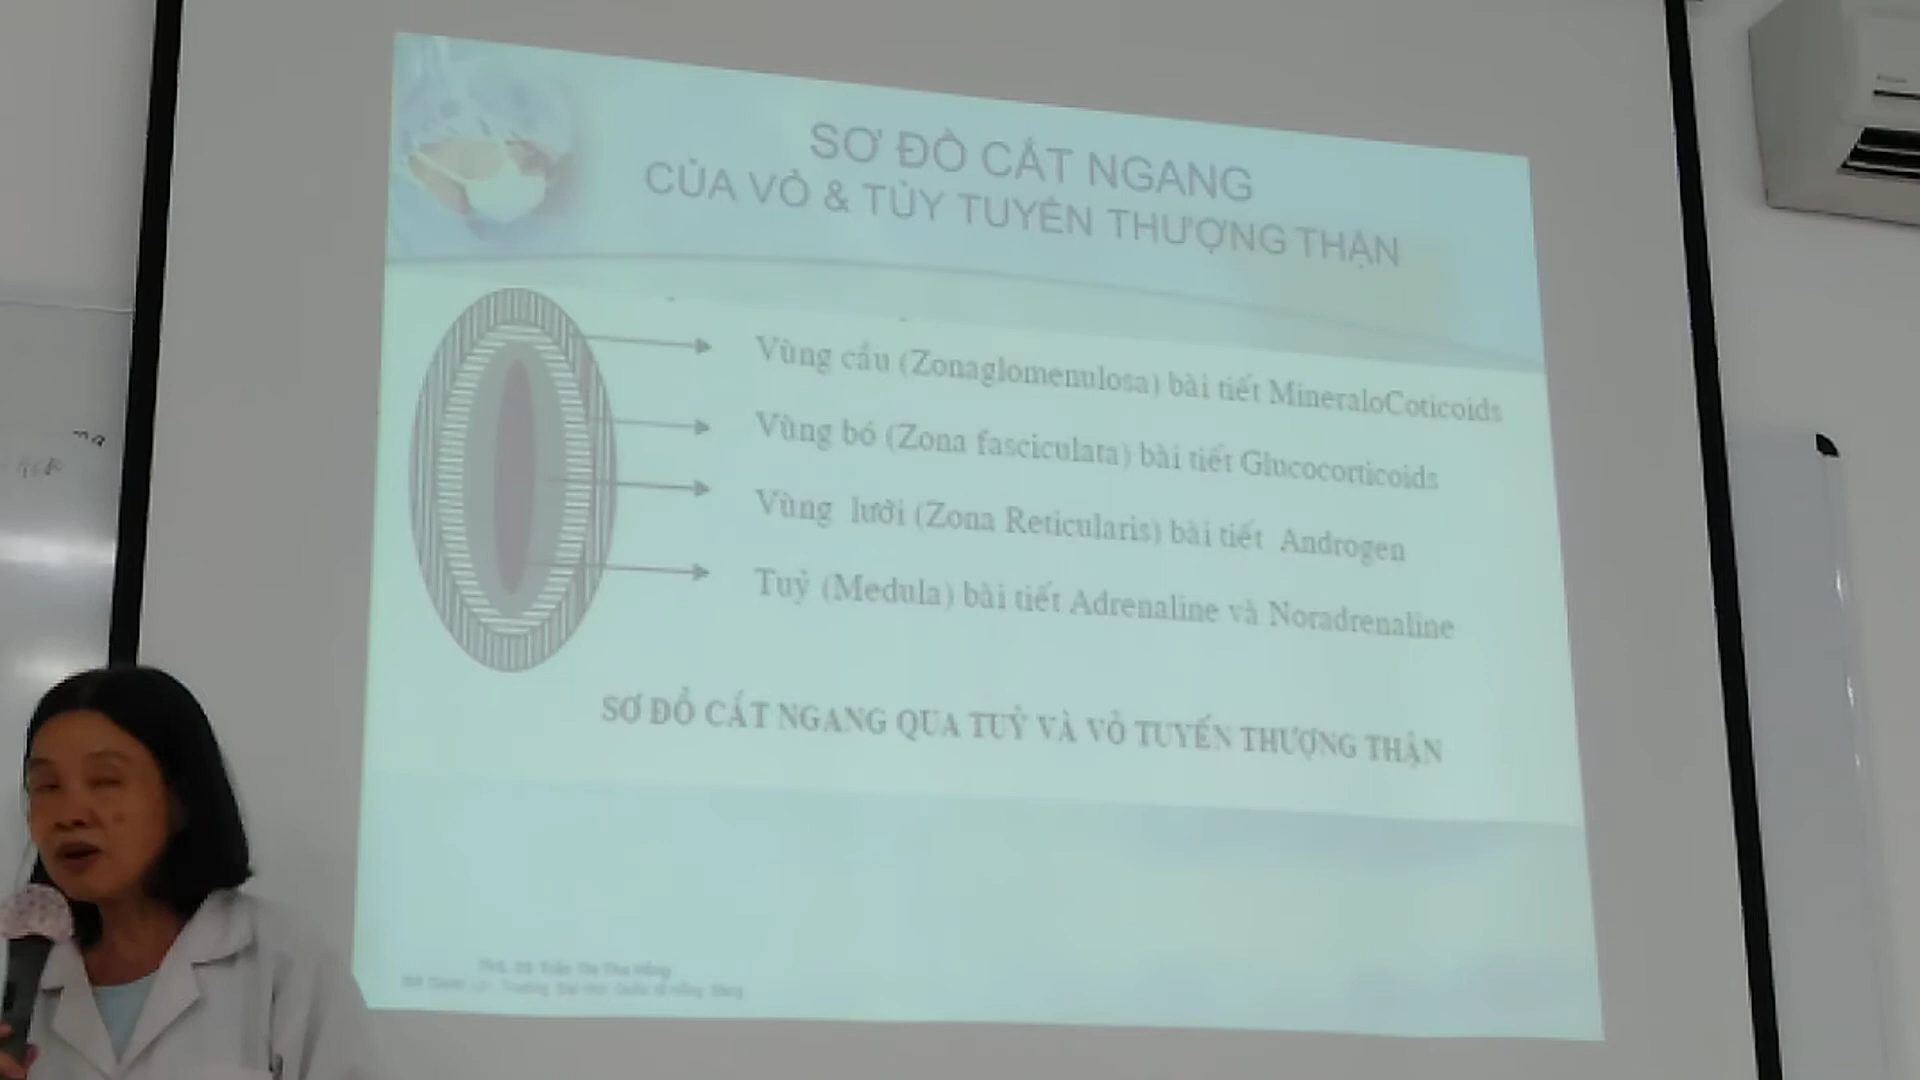 SƠ ĐỒ CẮT NGANG
CỦA VỎ & TỦY TUYẾN THƯỢNG THẬN
Vùng cầu (Zonaglomenulosa) bài tiết MineraloCoticoids
Vùng bó (Zona fasciculata) bài tiết Glucocorticoids
Vùng lưỡi (Zona Reticularis) bài tiết Androgen
Tuỷ (Medula) bài tiết Adrenaline và Noradrenaline
SƠ ĐỒ CẮT NGANG QUA TUỶ VÀ VỎ TUYẾN THƯỢNG THẬN